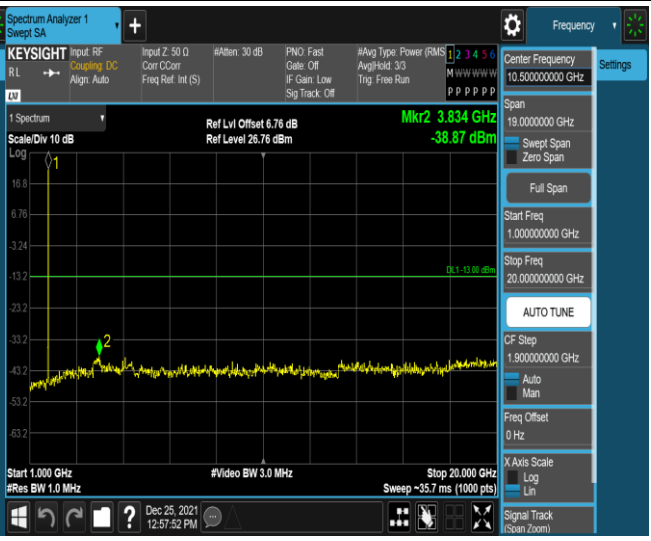 Spectrum Analyzer 1
Swept SA
+
Frequency
KEYSIGHT
RL
LXI
Input: RF
Coupling: DC
Align: Auto
Input Z: 50 Ω
Corr CCorr
Freq Ref: Int (S)
#Atten: 30 dB
PNO: Fast
Gate: Off
IF Gain: Low
Sig Track: Off
#Avg Type: Power (RMS
Avg|Hold: 3/3
Trig: Free Run
1 2 3 4 5 6
M W W W W W
P P P P P P
1 Spectrum
Scale/Div 10 dB
Log
Ref Lvl Offset 6.76 dB
Ref Level 26.76 dBm
Mkr2 3.834 GHz
-38.87 dBm
1
16.8
6.76
-3.24
-13.2
DL1 -13.00 dBm
-23.2
-33.2
2
-43.2
-53.2
-63.2
Start 1.000 GHz
#Res BW 1.0 MHz
#Video BW 3.0 MHz
Stop 20.000 GHz
Sweep ~35.7 ms (1000 pts)
?
Dec 25, 2021
12:57:52 PM
Center Frequency
10.500000000 GHz
Settings
Span
19.0000000 GHz
Swept Span
Zero Span
Full Span
Start Freq
1.000000000 GHz
Stop Freq
20.000000000 GHz
AUTO TUNE
CF Step
1.900000000 GHz
Auto
Man
Freq Offset
0 Hz
X Axis Scale
Log
Lin
Signal Track
(Span Zoom)